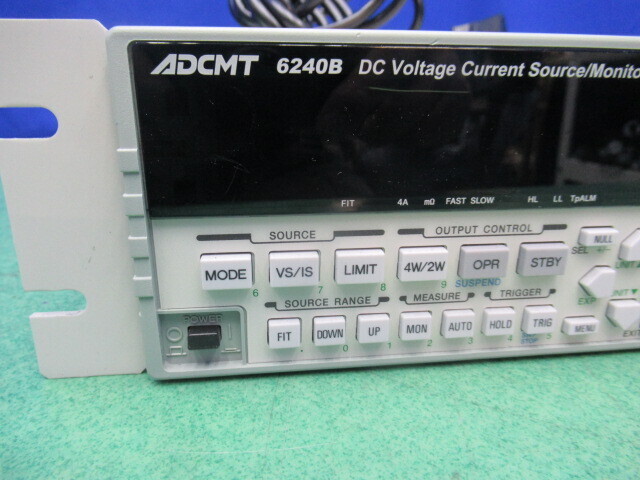 ADCMT 6240B DC Voltage Current Source/Monito
FIT 4A mΩ FAST SLOW HL LL TpALM
SOURCE OUTPUT CONTROL
MODE 6 VS/IS 7 LIMIT 8 4W/2W 9 OPR STBY SEL NULL
SUSPEND
EXP
POWER SOURCE RANGE MEASURE TRIGGER
FIT . DOWN 0 UP 1 MON 2 AUTO 3 HOLD 4 TRIG 5 MENU EXIT
STOP